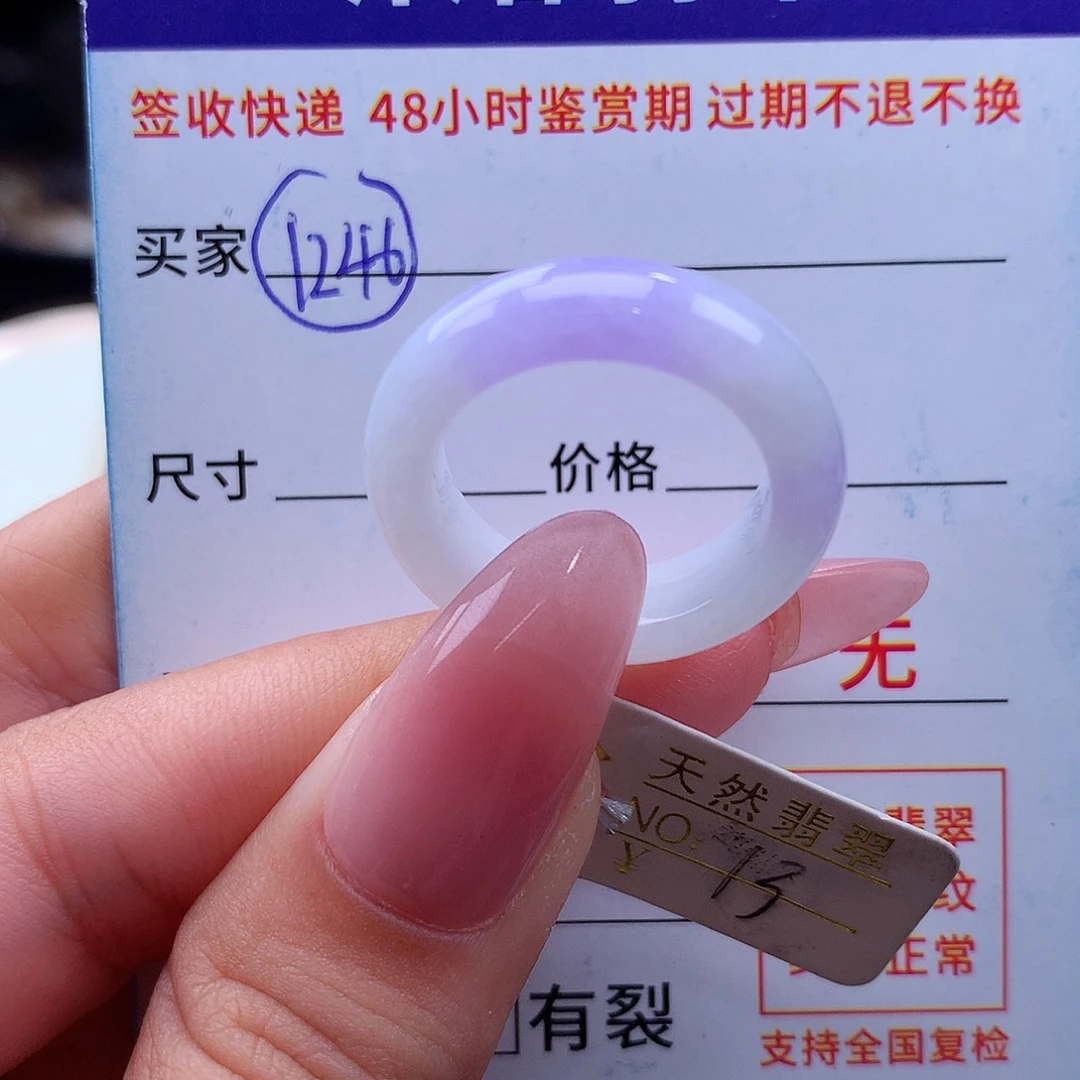 签收快递 48小时鉴赏期 过期不退不换
买家 1246
尺寸 价格
无
天然翡翠
NO: 13
翡翠
纹
正常
有裂
支持全国复检